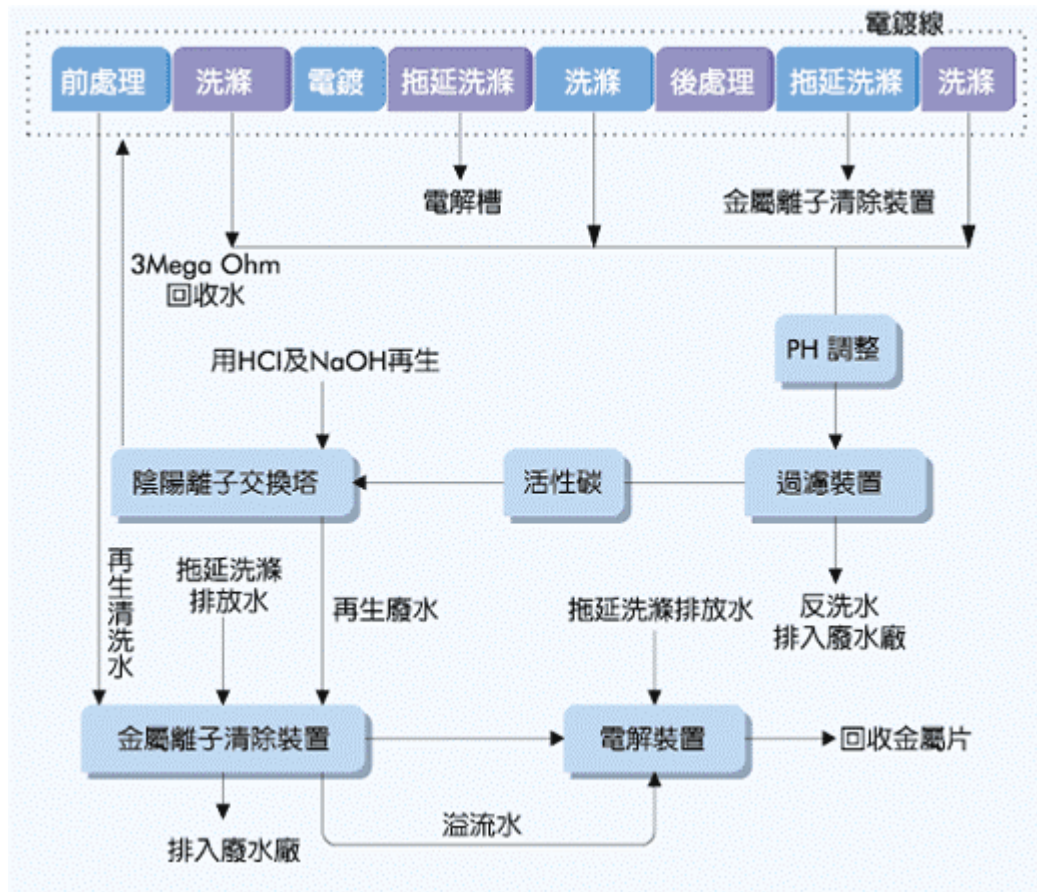 電鍍線
前處理
洗滌
電鍍
拖延洗滌
洗滌
後處理
拖延洗滌
洗滌
電解槽
金屬離子清除裝置
3Mega Ohm
回收水
PH 調整
用HCl及NaOH再生
陰陽離子交換塔
活性碳
過濾裝置
再生清洗水
拖延洗滌
排放水
再生廢水
拖延洗滌排放水
反洗水
排入廢水廠
金屬離子清除裝置
電解裝置
回收金屬片
溢流水
排入廢水廠